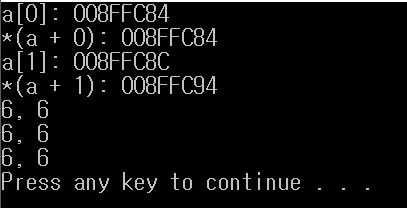 a[0]: 008FFC84
*(a + 0): 008FFC84
a[1]: 008FFC8C
*(a + 1): 008FFC94
6, 6
6, 6
6, 6
Press any key to continue . . .